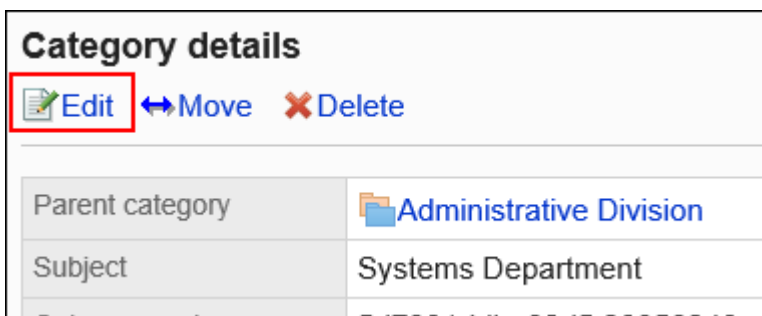 Category details
Edit Move Delete
Parent category Administrative Division
Subject Systems Department